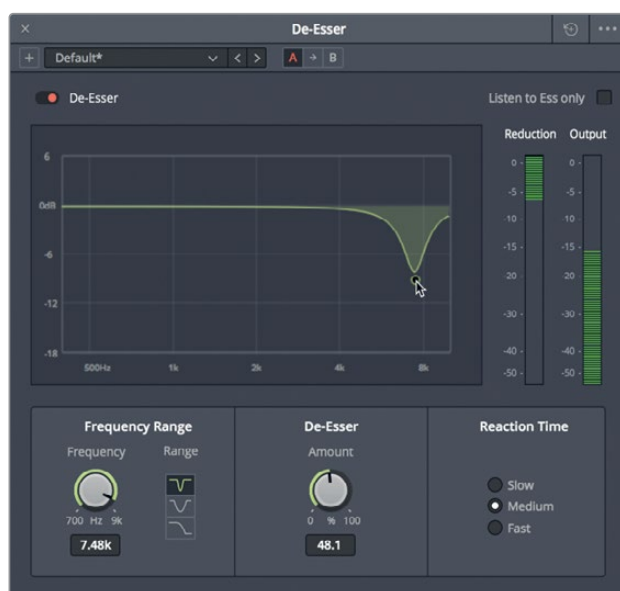 De-Esser
Default*
A B
De-Esser
Listen to Ess only
Reduction Output
0 0
-5 -5
10 10
-15 -15
20 20
-30 -30
-40 -40
-50 -50
6
0dB
-6
-12
-18
500Hz 1k 2k 4k 8k
Frequency Range
Frequency Range
700 Hz 9k
7.48k
De-Esser
Amount
0 % 100
48.1
Reaction Time
Slow
Medium
Fast